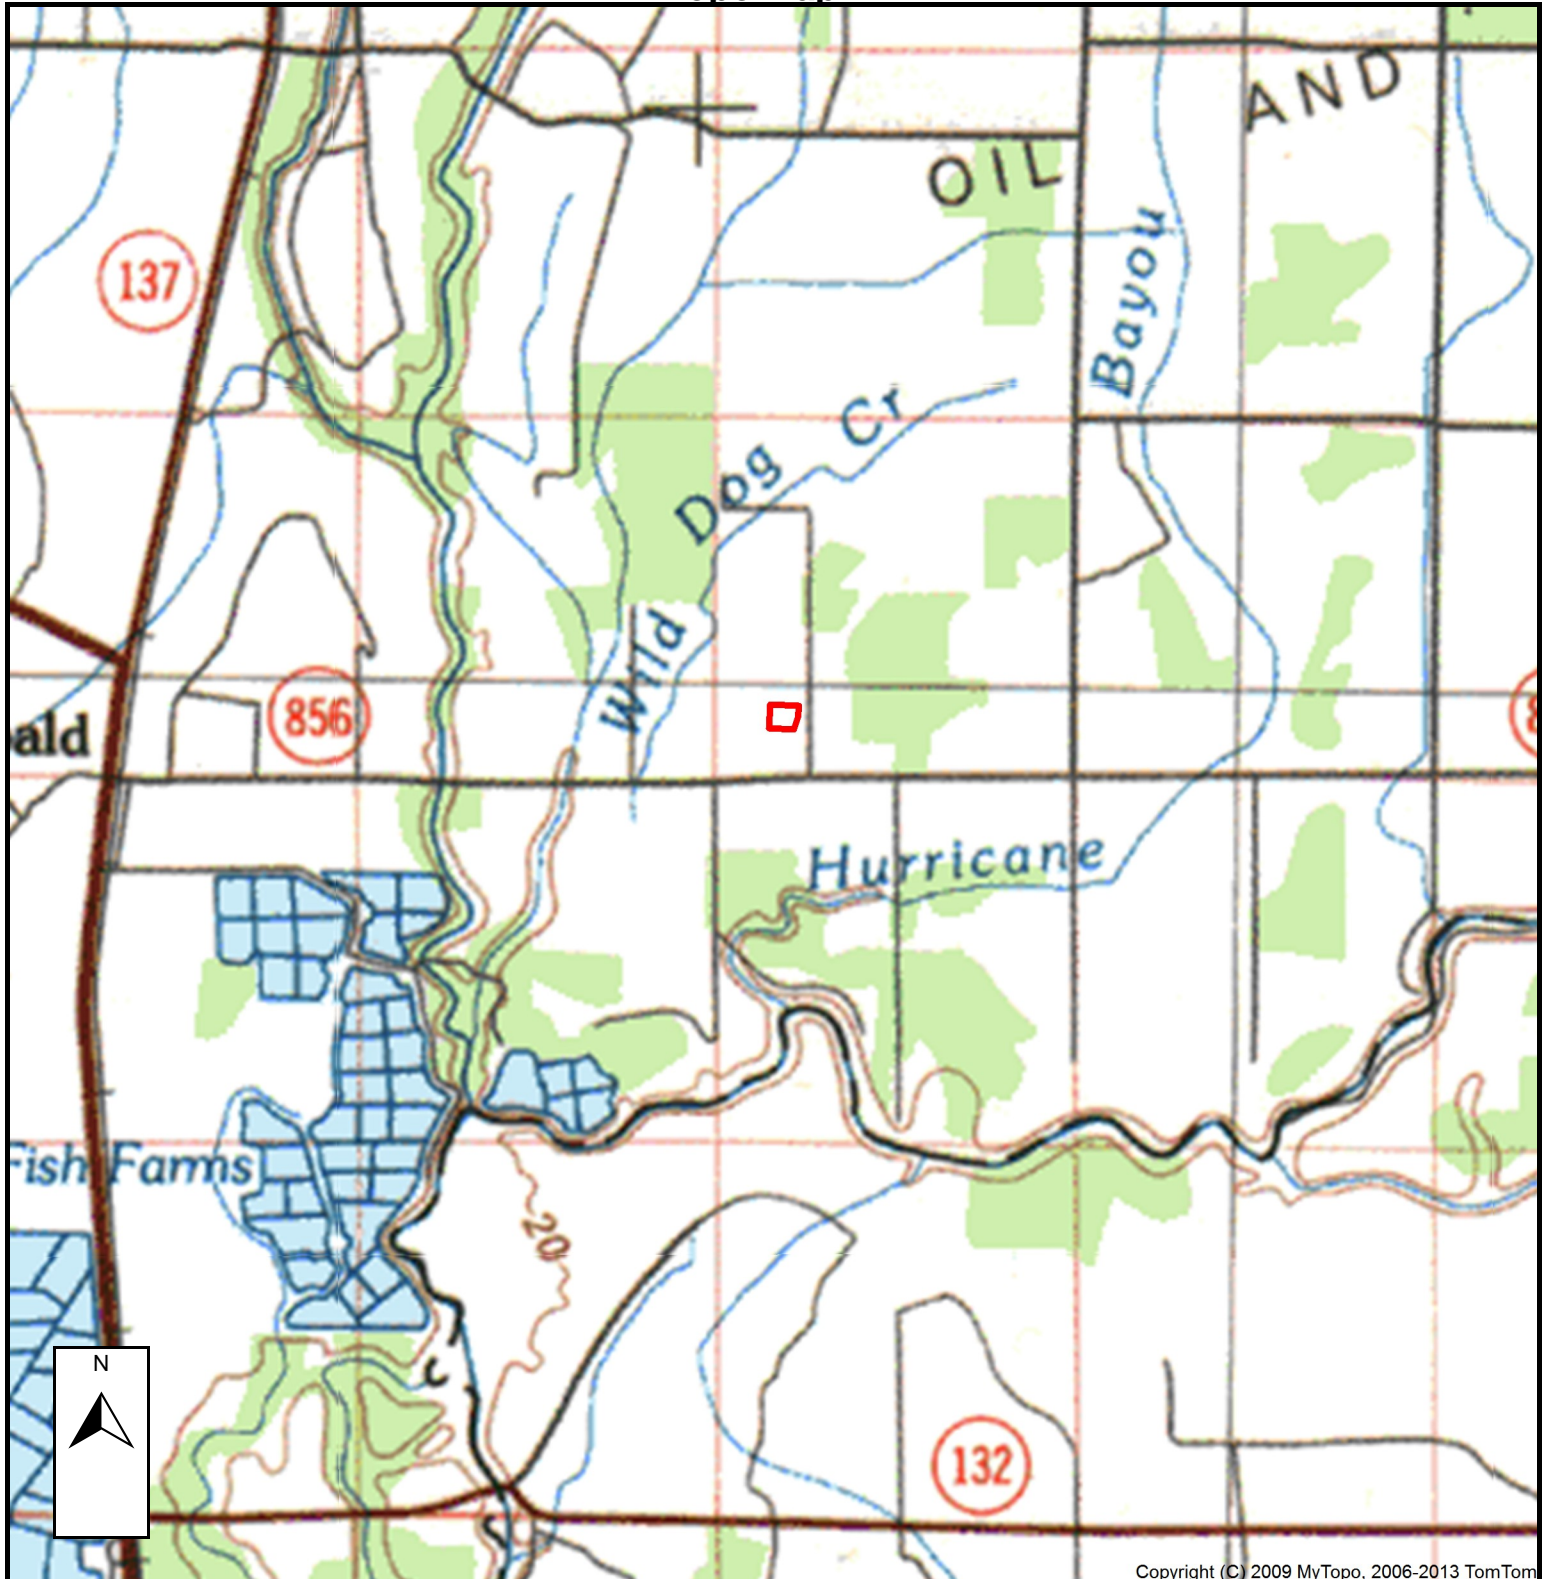 AND
OIL
Bayou
137
Dog Cr
Wild
856
ald
Hurricane
Fish Farms
20
N
132
Copyright (C) 2009 MyTopo, 2006-2013 TomTom